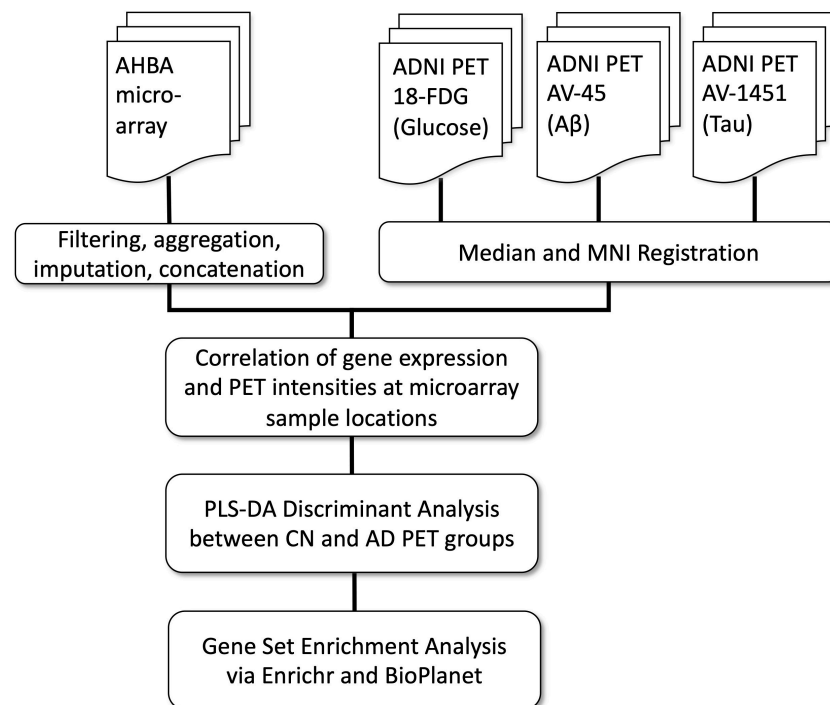 AHBA
micro-
array
ADNI PET
18-FDG
(Glucose)
ADNI PET
AV-45
(Aβ)
ADNI PET
AV-1451
(Tau)
Filtering, aggregation,
imputation, concatenation
Median and MNI Registration
Correlation of gene expression
and PET intensities at microarray
sample locations
PLS-DA Discriminant Analysis
between CN and AD PET groups
Gene Set Enrichment Analysis
via Enrichr and BioPlanet